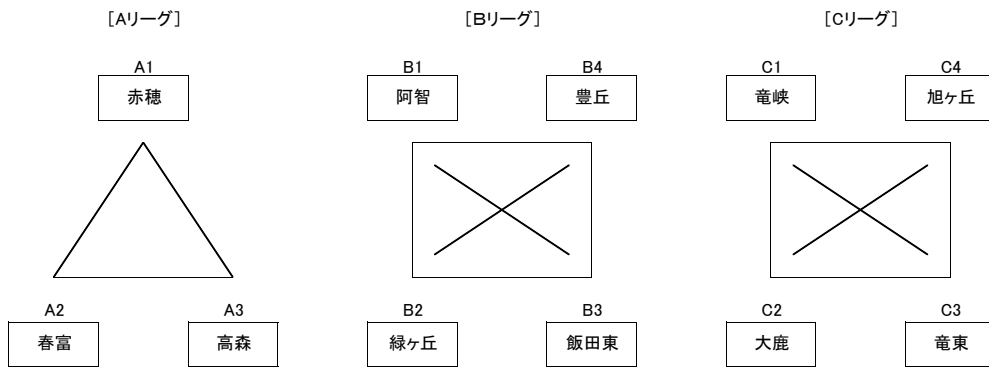 [Aリーグ] [Bリーグ] [Cリーグ]
A1 B1 B4 C1 C4
赤穂 阿智 豊丘 竜峡 旭ヶ丘
A2 A3 B2 B3 C2 C3
春富 高森 緑ヶ丘 飯田東 大鹿 竜東